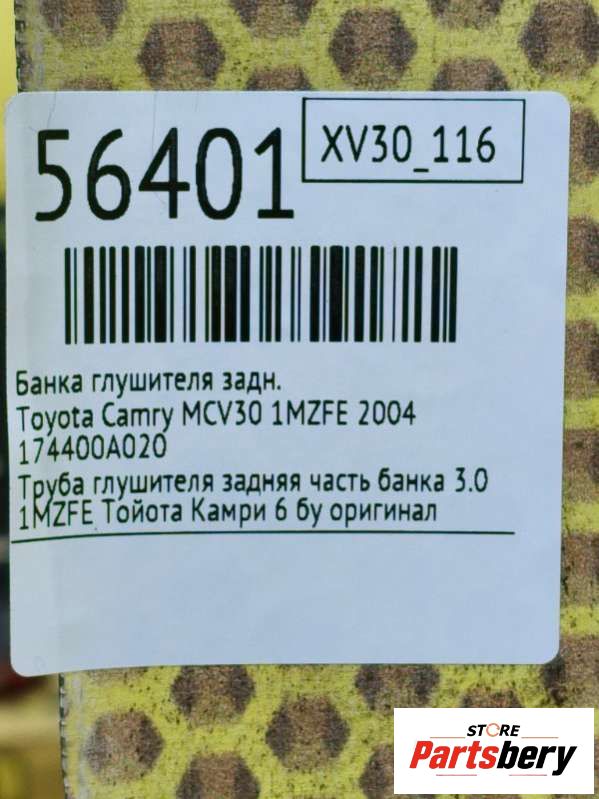 56401
XV30_116
Банка глушителя задн.
Toyota Camry MCV30 1MZFE 2004
174400A020
Труба глушителя задняя часть банка 3.0
1MZFE Тойота Камри 6 бу оригинал
STORE
Partsbery